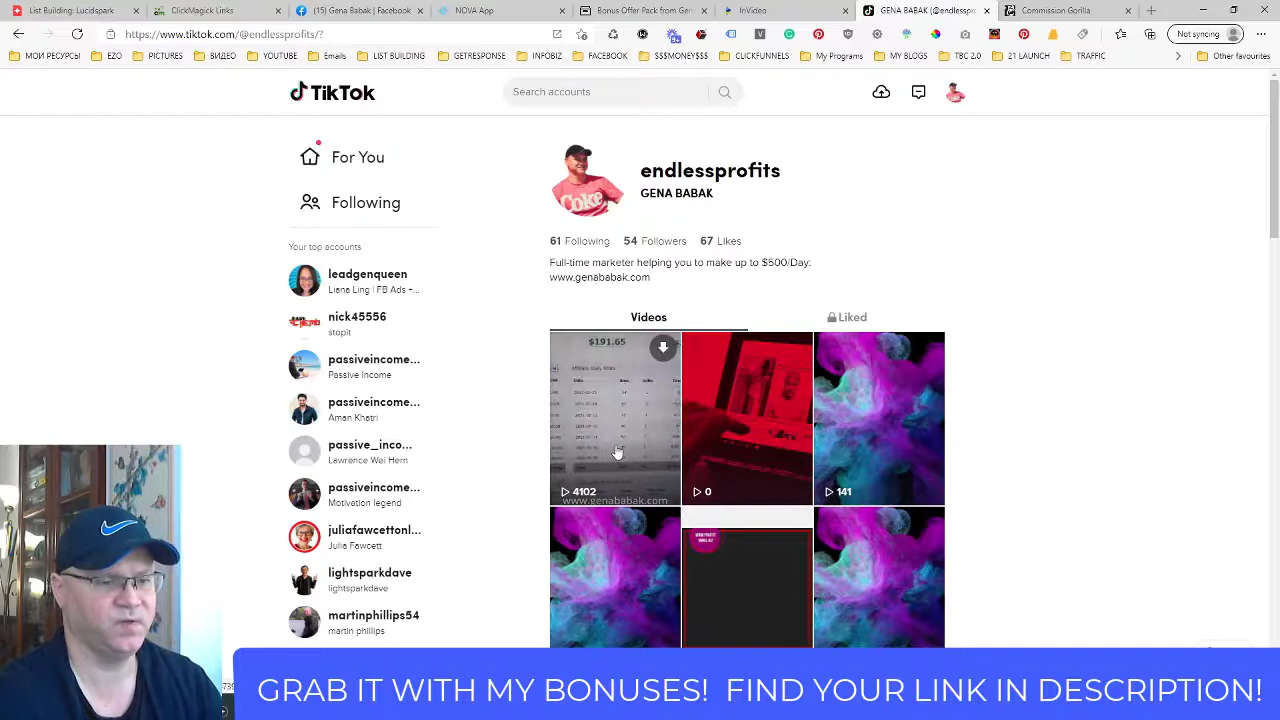 List Building: Lucidspark
ClickMagick Links
Gena Babak | Facebook
NOVA App
Bonus Offer Pack from Ger
InVideo
GENA BABAK (@endlessp
Commission Gorilla
https://www.tiktok.com/@endlessprofits/?
Not syncing
МОИ РЕСУРСЫ
EZO
PICTURES
ВИДЕО
YOUTUBE
Emails
LIST BUILDING
GETRESPONSE
INFOBIZ
FACEBOOK
S$$MONEY$$
CLICKFUNNELS
My Programs
TBC 2.0
21 LAUNCH
TRAFFIC
Other favourites
TikTok
Search accounts
For You
Following
Your top accounts
leadgenqueen
Liana Ling | FB Ads +...
nick45556
stopit
passiveincome...
Passive Income
passiveincome...
Aman Khatri
passive_inco...
Lawrence Wei Hern
passiveincome...
Motivation legend
juliafawcettonl...
Julia Fawcett
lightsparkdave
lightsparkdave
martinphillips54
martin phillips
endlessprofits
GENA BABAK
61 Following 54 Followers 67 Likes
Full-time marketer helping you to make up to $500/Day:
www.genababak.com
Videos
Liked
$191.65
4102
www.genababak.com
0
141
GRAB IT WITH MY BONUSES! FIND YOUR LINK IN DESCRIPTION!